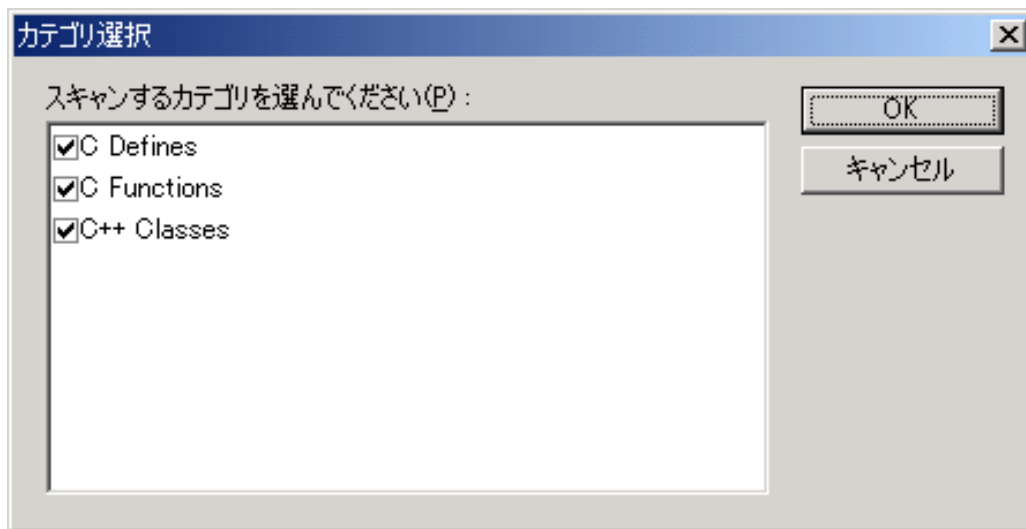 カテゴリ選択
スキャンするカテゴリを選んでください(P) :
C Defines
C Functions
C++ Classes
OK
キャンセル